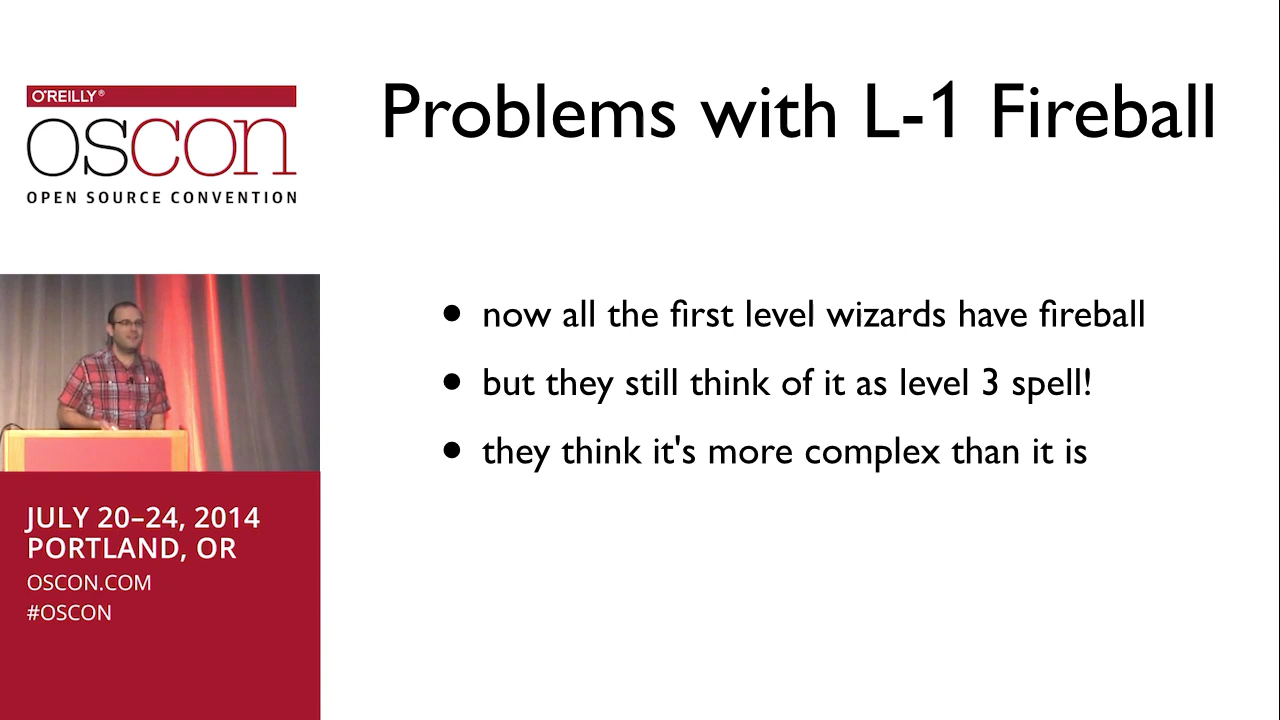 O'REILLY®
oscon
OPEN SOURCE CONVENTION
JULY 20–24, 2014
PORTLAND, OR
OSCON.COM
#OSCON
Problems with L-1 Fireball
• now all the first level wizards have fireball
• but they still think of it as level 3 spell!
• they think it's more complex than it is